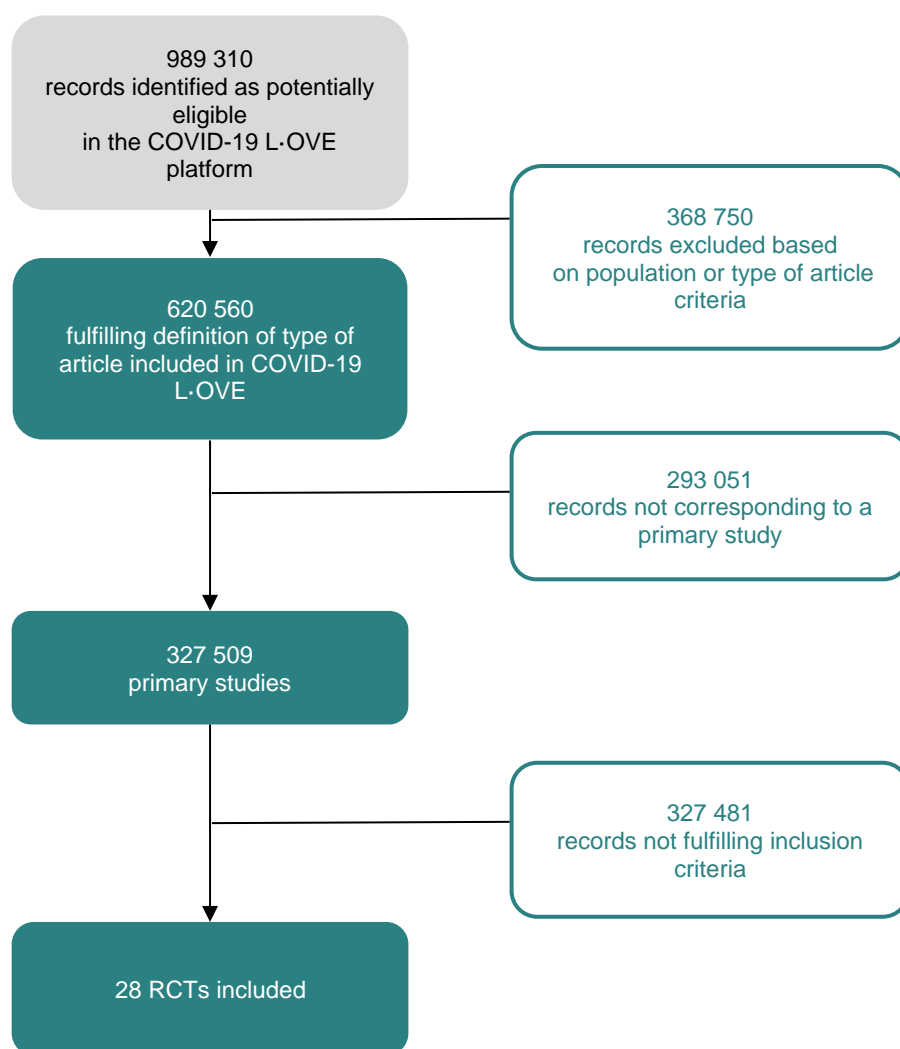 989 310
records identified as potentially
eligible
in the COVID-19 L·OVE
platform
368 750
records excluded based
on population or type of article
criteria
620 560
fulfilling definition of type of
article included in COVID-19
L·OVE
293 051
records not corresponding to a
primary study
327 509
primary studies
327 481
records not fulfilling inclusion
criteria
28 RCTs included